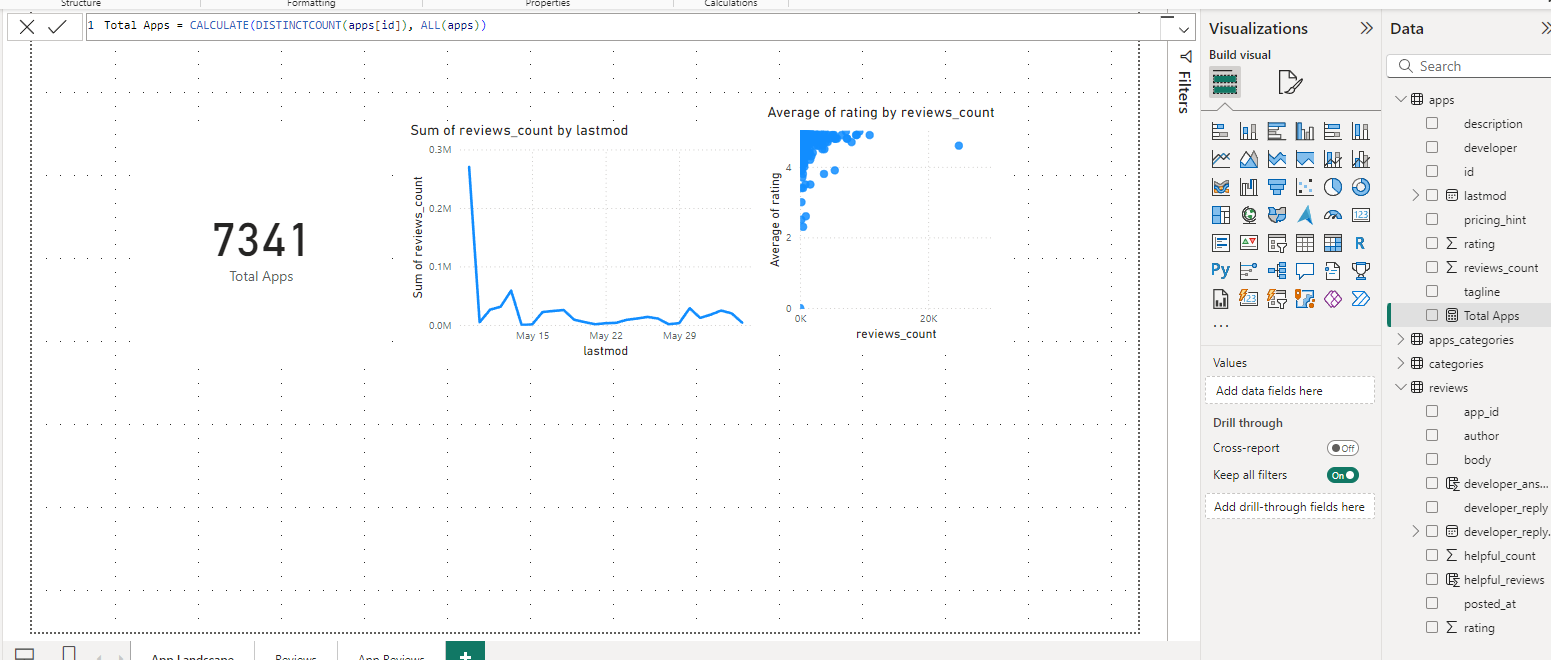 Structure
Formatting
Properties
Calculations
1 Total Apps = CALCULATE(DISTINCTCOUNT(apps[id]), ALL(apps))
7341
Total Apps
Sum of reviews_count by lastmod
Sum of reviews_count
0.3M
0.2M
0.1M
0.0M
May 15
May 22
May 29
lastmod
Average of rating by reviews_count
Average of rating
4
2
0
0K
20K
reviews_count
Filters
Visualizations
Build visual
123
R
Py
123
...
Values
Add data fields here
Drill through
Cross-report
Off
Keep all filters
On
Add drill-through fields here
Data
Search
apps
description
developer
id
lastmod
pricing_hint
rating
reviews_count
tagline
Total Apps
apps_categories
categories
reviews
app_id
author
body
developer_ans...
developer_reply
developer_reply...
helpful_count
helpful_reviews
posted_at
rating
App Landscape
Reviews
App Reviews